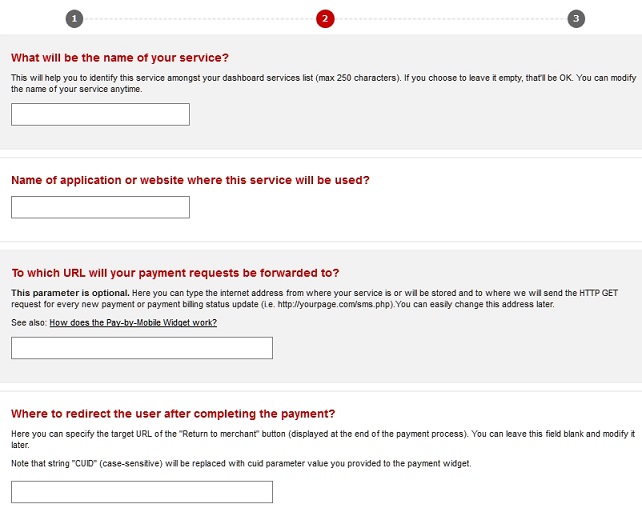 1 2 3
What will be the name of your service?
This will help you to identify this service amongst your dashboard services list (max 250 characters). If you choose to leave it empty, that'll be OK. You can modify
the name of your service anytime.
Name of application or website where this service will be used?
To which URL will your payment requests be forwarded to?
This parameter is optional. Here you can type the internet address from where your service is or will be stored and to where we will send the HTTP GET
request for every new payment or payment billing status update (i.e. http://yourpage.com/sms.php).You can easily change this address later.
See also: How does the Pay-by-Mobile Widget work?
Where to redirect the user after completing the payment?
Here you can specify the target URL of the "Return to merchant" button (displayed at the end of the payment process). You can leave this field blank and modify it
later.
Note that string "CUID" (case-sensitive) will be replaced with cuid parameter value you provided to the payment widget.